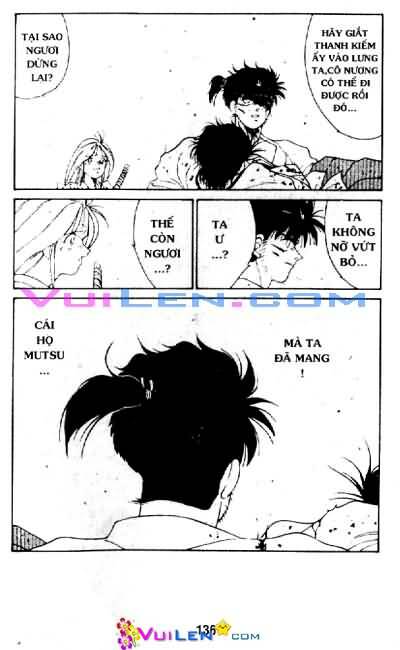 HÃY GIẮT
THANH KIẾM
ẤY VÀO LƯNG
TA,CÔ NƯƠNG
CÓ THỂ ĐI
ĐƯỢC RỒI
ĐÓ...
TẠI SAO
NGƯƠI
DỪNG
LẠI?
TA
KHÔNG
NỠ VỨT
BỎ...
TA
Ư
...?
THẾ
CÒN
NGƯƠI
...?
VUILEN.COM
MÀ TA
ĐÃ MANG
!
CÁI
HỌ
MUTSU
...
136
VUILEN.COM